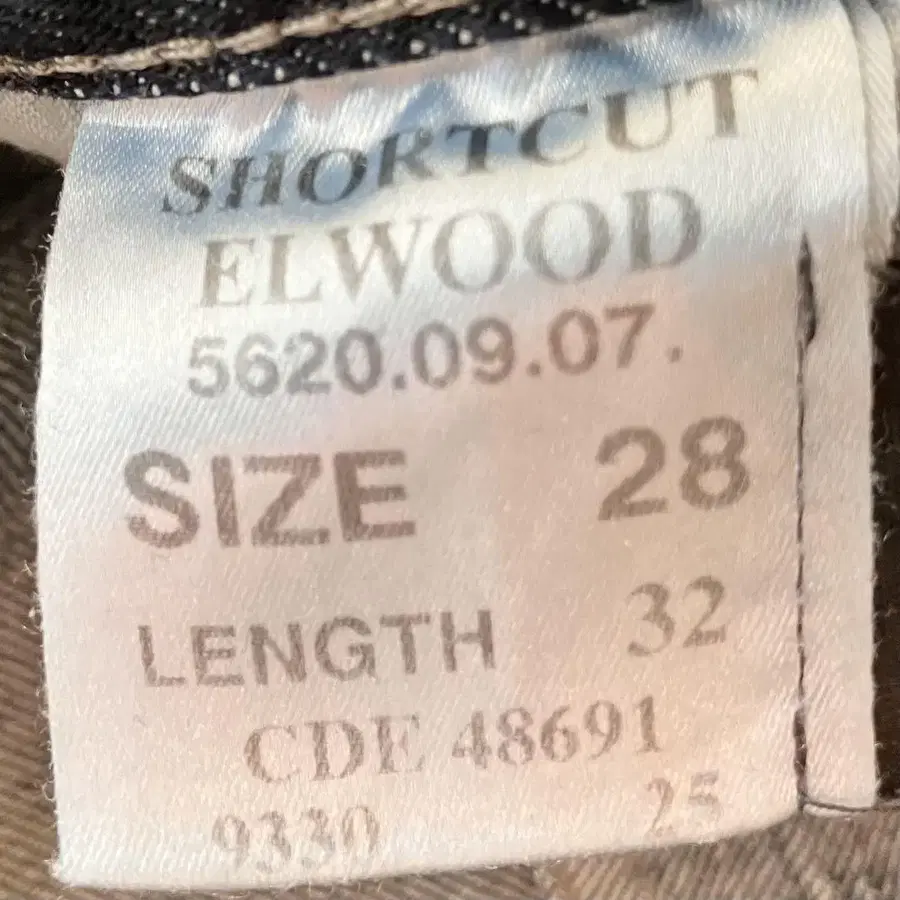 SHORTCUT
ELWOOD
5620.09.07.
SIZE 28
LENGTH 32
CDE 48691
9330 25